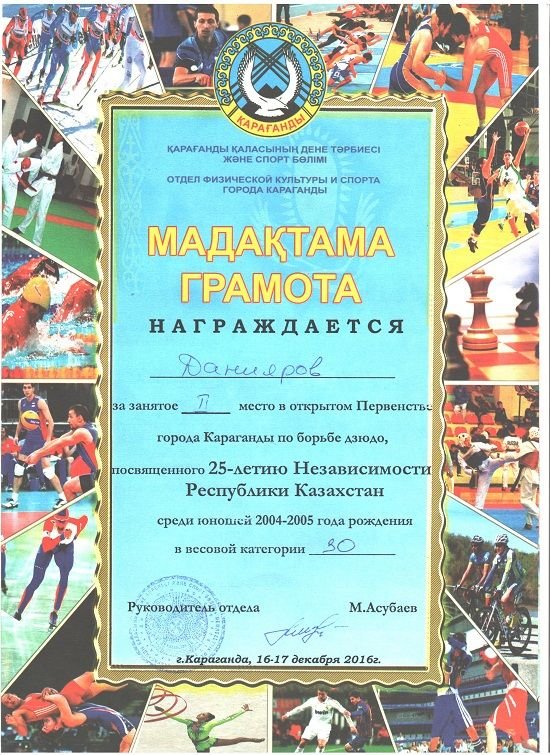 ҚАРАҒАНДЫ
ҚАРАҒАНДЫ ҚАЛАСЫНЫҢ ДЕНЕ ТӘРБИЕСІ
ЖӘНЕ СПОРТ БӨЛІМІ
ОТДЕЛ ФИЗИЧЕСКОЙ КУЛЬТУРЫ И СПОРТА
ГОРОДА КАРАГАНДЫ
МАДАҚТАМА
ГРАМОТА
НАГРАЖДАЕТСЯ
Данияров
за занятое II место в открытом Первенстве
города Караганды по борьбе дзюдо,
посвященного 25-летию Независимости
Республики Казахстан
среди юношей 2004-2005 года рождения
в весовой категории 30
Руководитель отдела М.Асубаев
г.Караганда, 16-17 декабря 2016г.